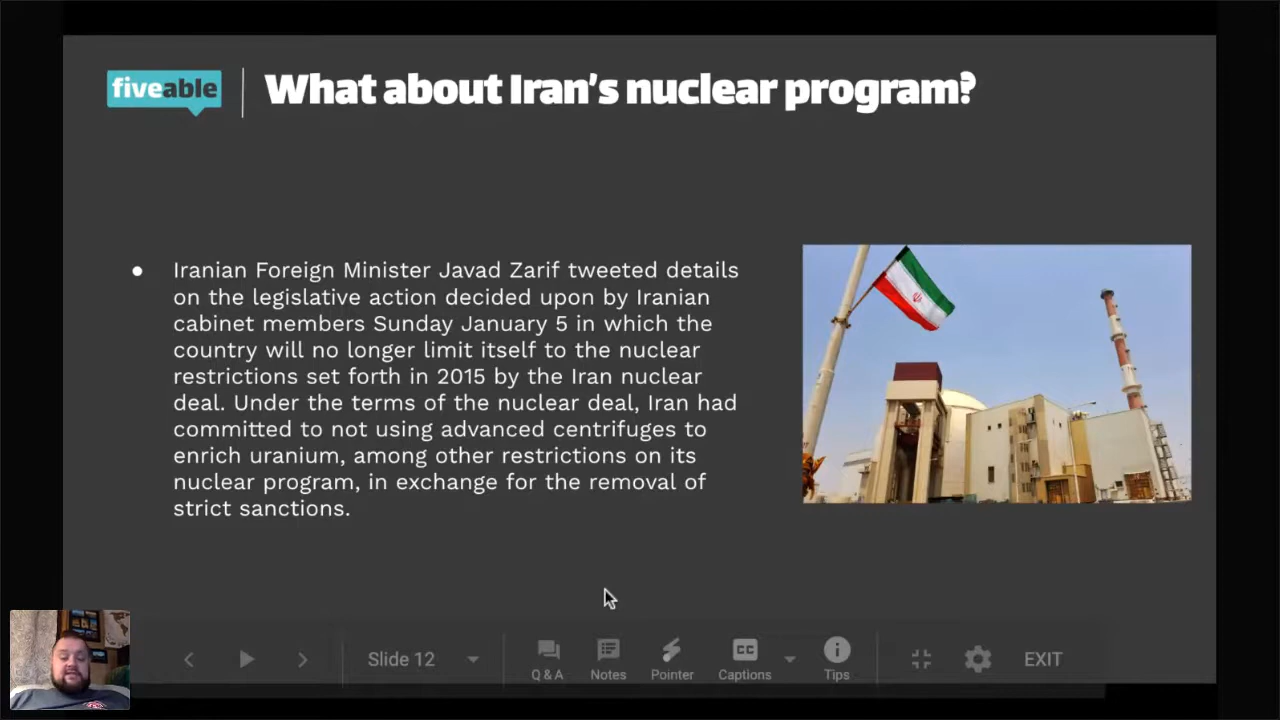 fiveable
What about Iran's nuclear program?
● Iranian Foreign Minister Javad Zarif tweeted details
on the legislative action decided upon by Iranian
cabinet members Sunday January 5 in which the
country will no longer limit itself to the nuclear
restrictions set forth in 2015 by the Iran nuclear
deal. Under the terms of the nuclear deal, Iran had
committed to not using advanced centrifuges to
enrich uranium, among other restrictions on its
nuclear program, in exchange for the removal of
strict sanctions.
Slide 12
Q & A
Notes
Pointer
CC
Captions
Tips
EXIT